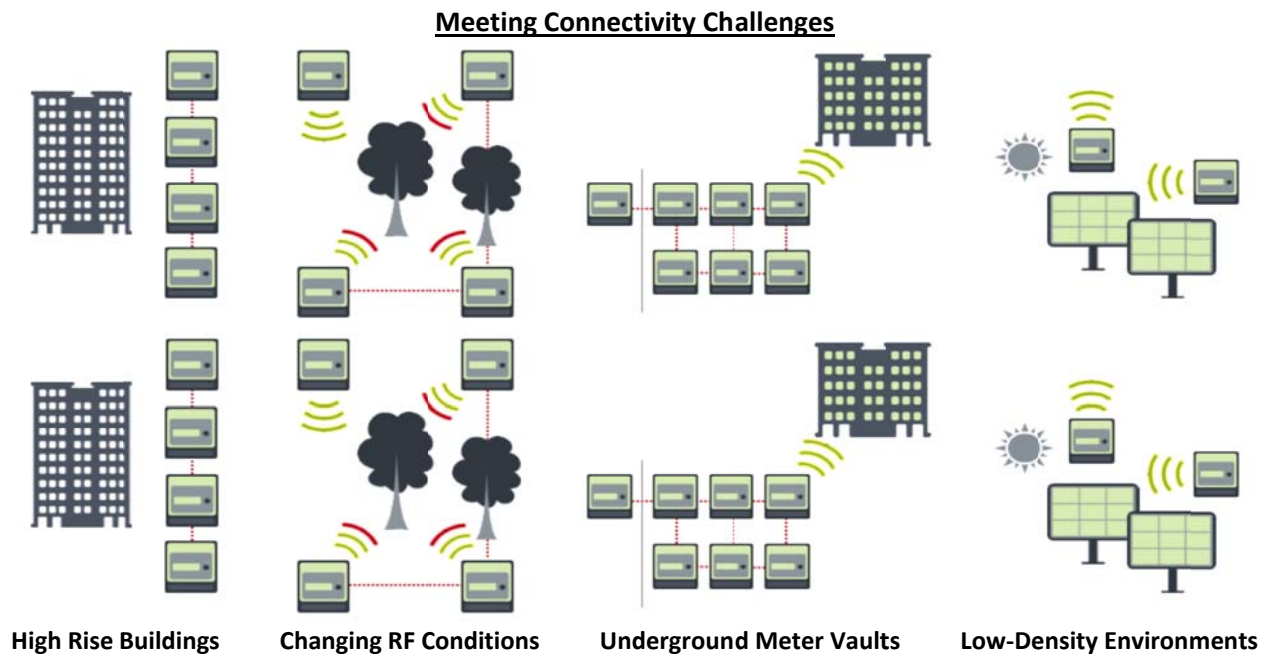 Meeting Connectivity Challenges
High Rise Buildings
Changing RF Conditions
Underground Meter Vaults
Low-Density Environments